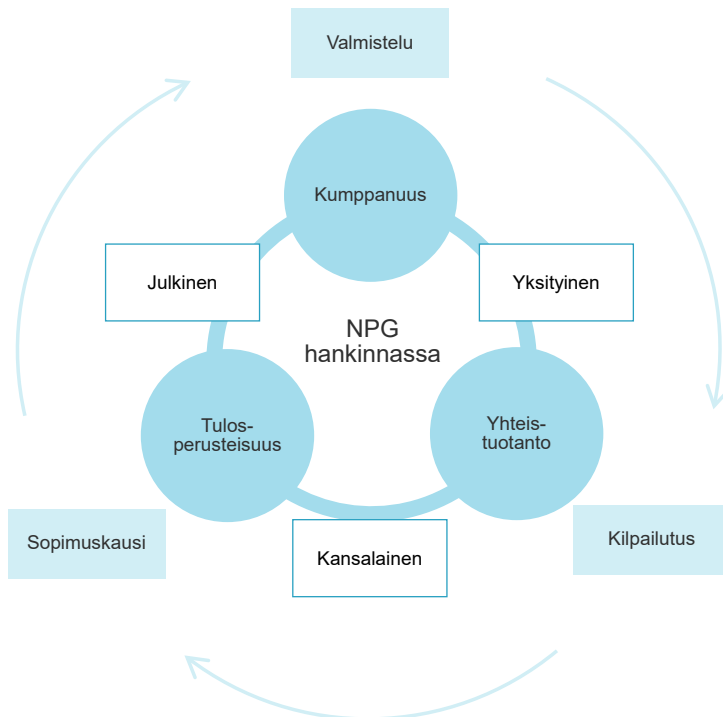 Valmistelu
Kumppanuus
Julkinen
Yksityinen
NPG
hankinnassa
Tulos-
perusteisuus
Yhteis-
tuotanto
Sopimuskausi
Kansalainen
Kilpailutus